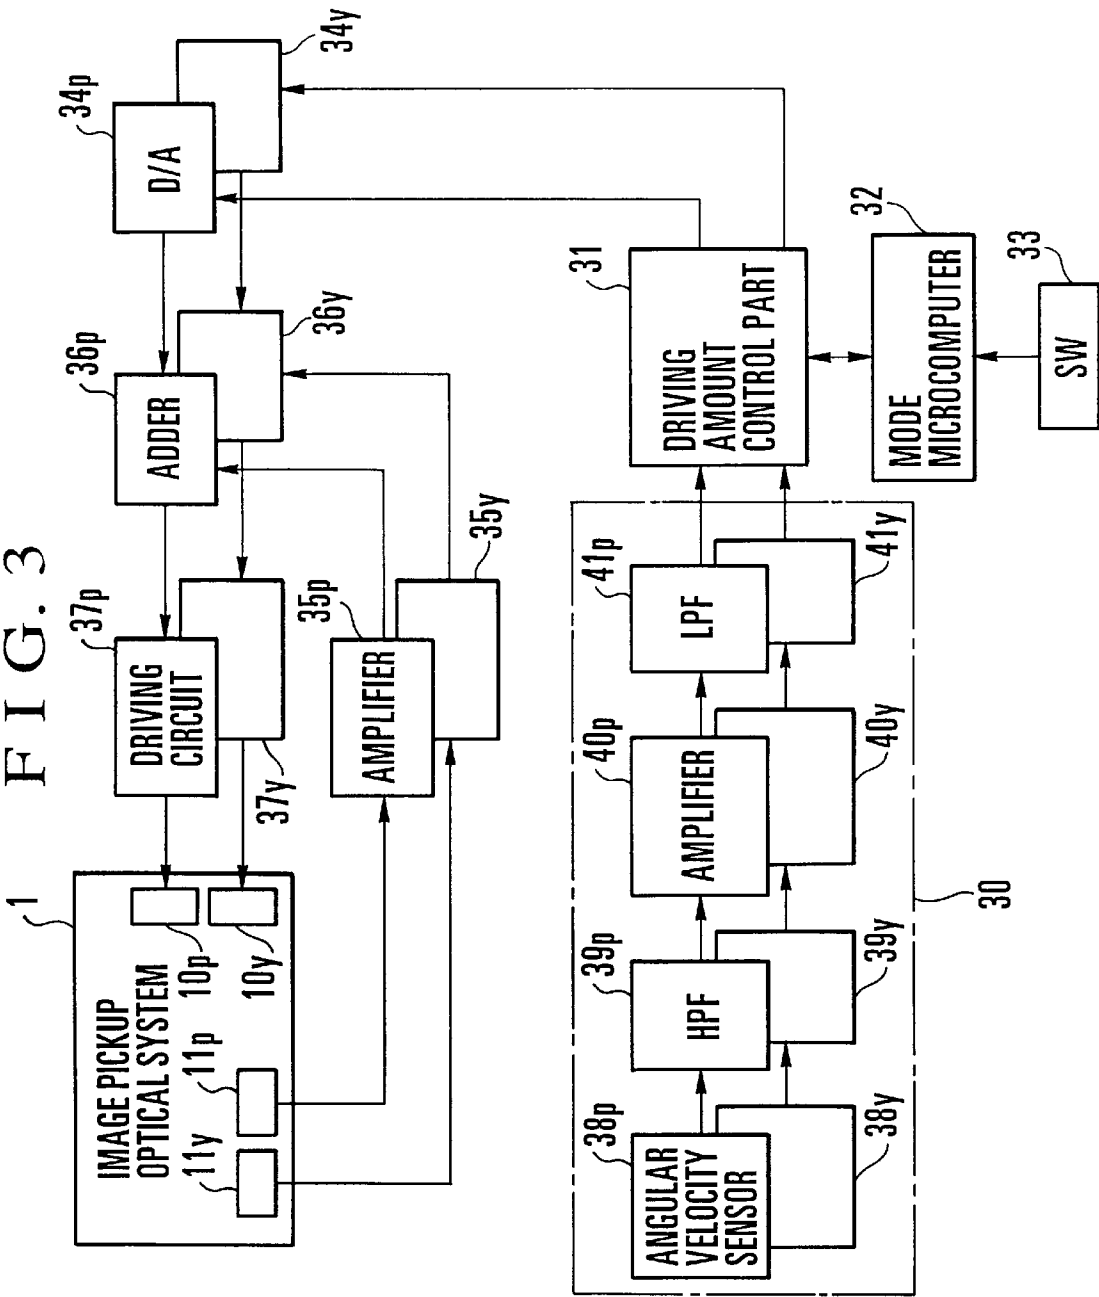 FIG. 3
1
IMAGE PICKUP
OPTICAL SYSTEM
10p
10y
11p
11y
37p
DRIVING
CIRCUIT
37y
36p
ADDER
36y
34p
D/A
34y
35p
AMPLIFIER
35y
38p
ANGULAR
VELOCITY
SENSOR
38y
39p
HPF
39y
40p
AMPLIFIER
40y
41p
LPF
41y
30
31
DRIVING
AMOUNT
CONTROL PART
32
MODE
MICROCOMPUTER
33
SW